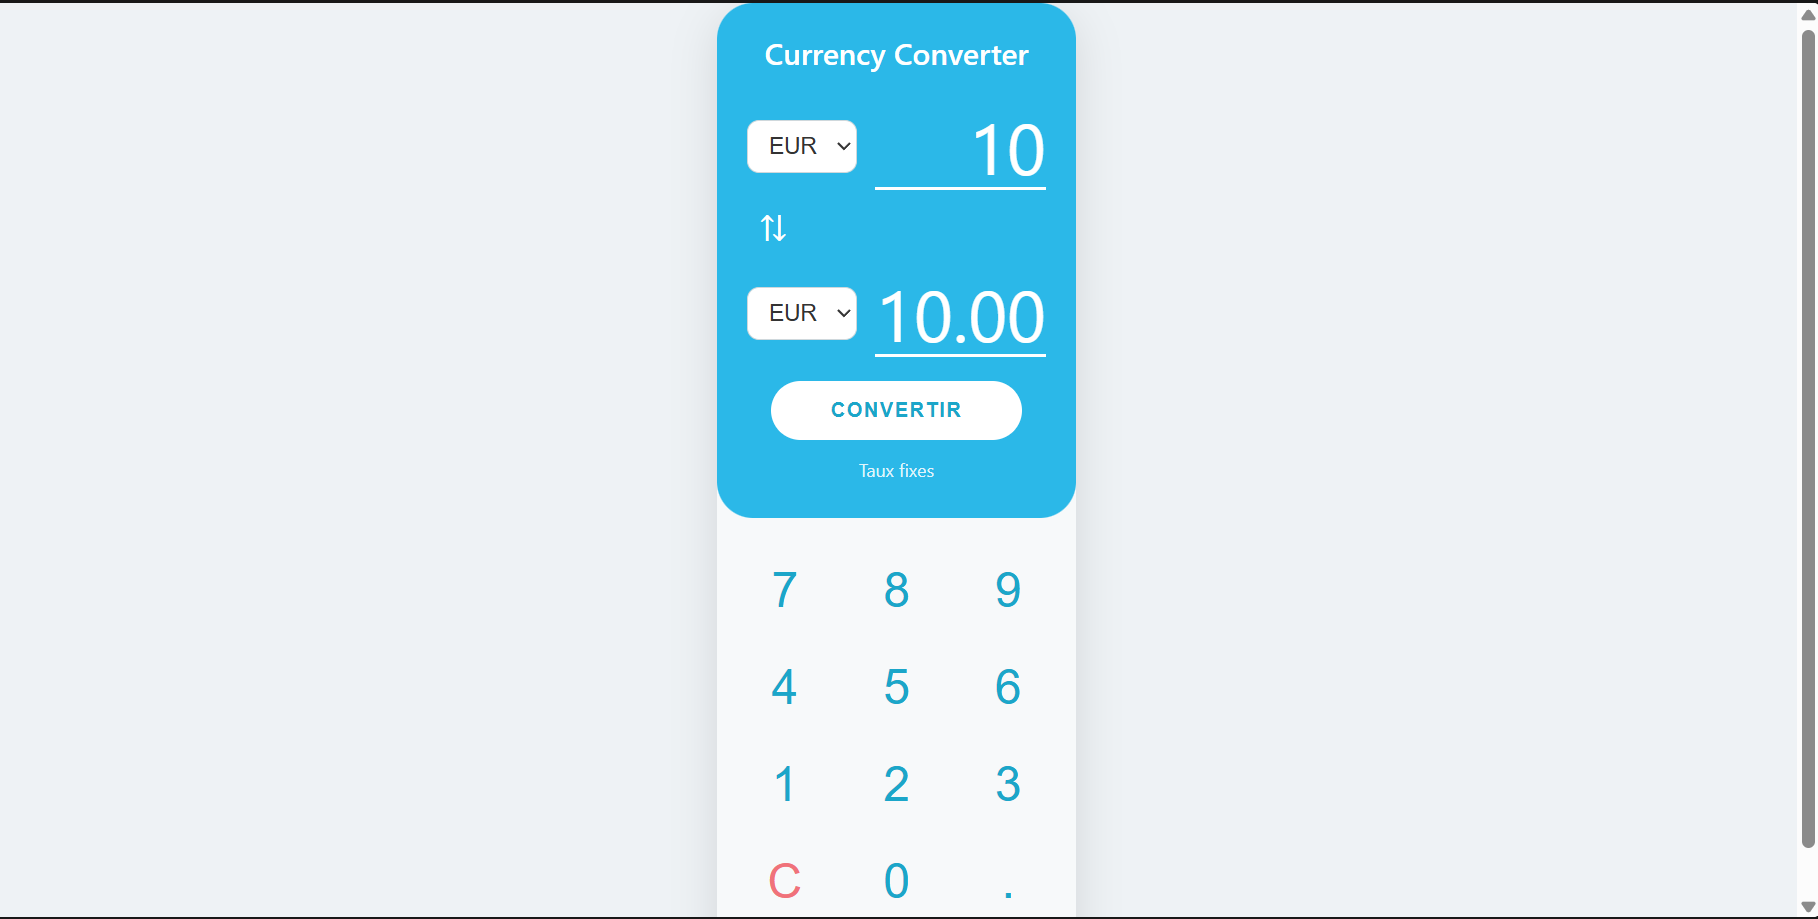 Currency Converter
EUR 10
⇅
EUR 10.00
CONVERTIR
Taux fixes
7 8 9
4 5 6
1 2 3
C 0 .